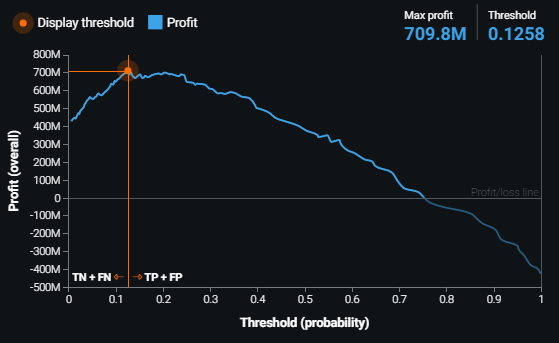 Display threshold
Profit
Max profit
Threshold
709.8M
0.1258
800M
700M
600M
500M
400M
300M
200M
100M
0
-100M
-200M
-300M
-400M
-500M
Profit (overall)
Profit/loss line
TN + FN
TP + FP
0
0.1
0.2
0.3
0.4
0.5
0.6
0.7
0.8
0.9
1
Threshold (probability)